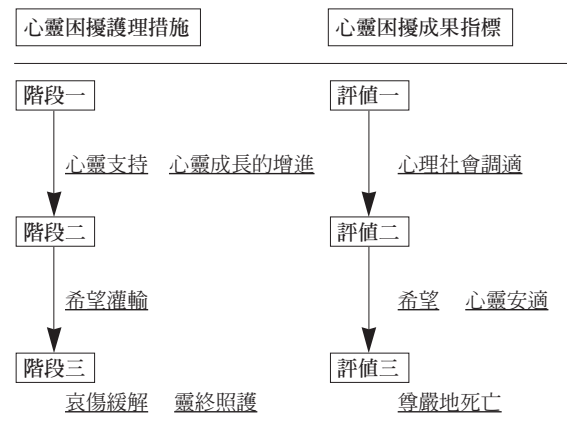 心靈困擾護理措施 心靈困擾成果指標
階段一 評值一
心靈支持 心靈成長的增進 心理社會調適
階段二 評值二
希望灌輸 希望 心靈安適
階段三 評值三
哀傷緩解 靈終照護 尊嚴地死亡